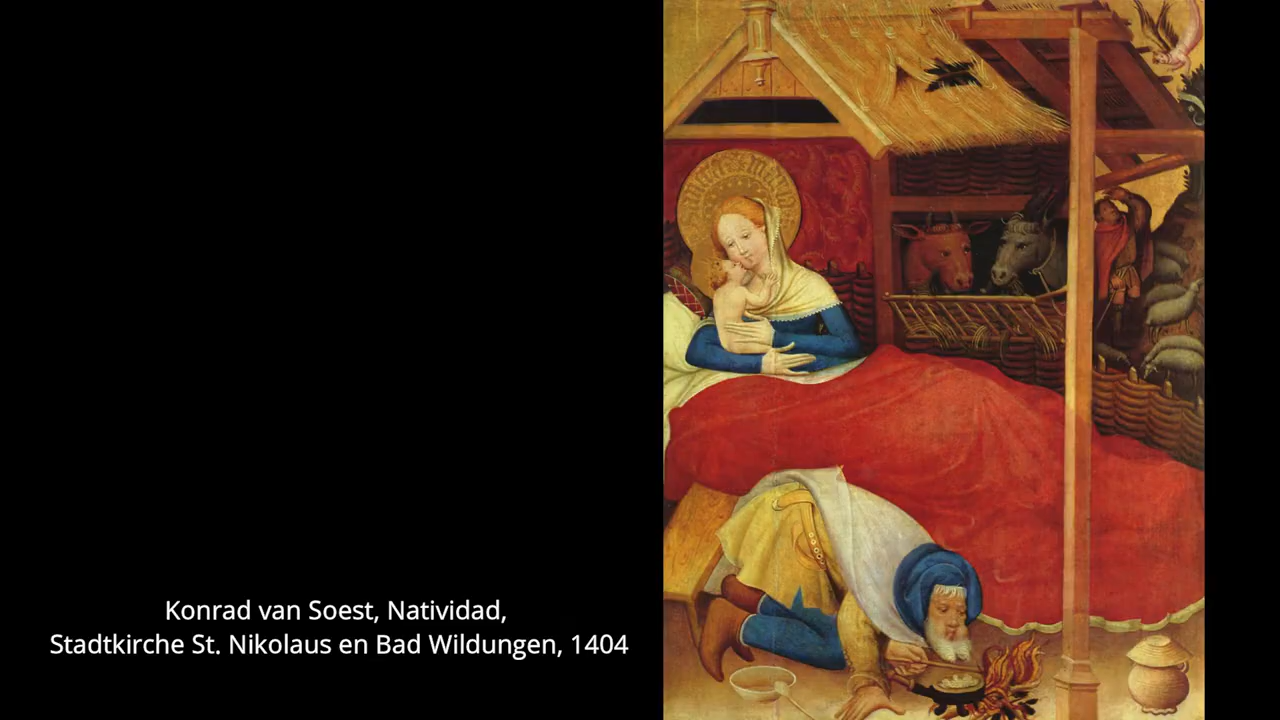 Konrad van Soest, Natividad,
Stadtkirche St. Nikolaus en Bad Wildungen, 1404